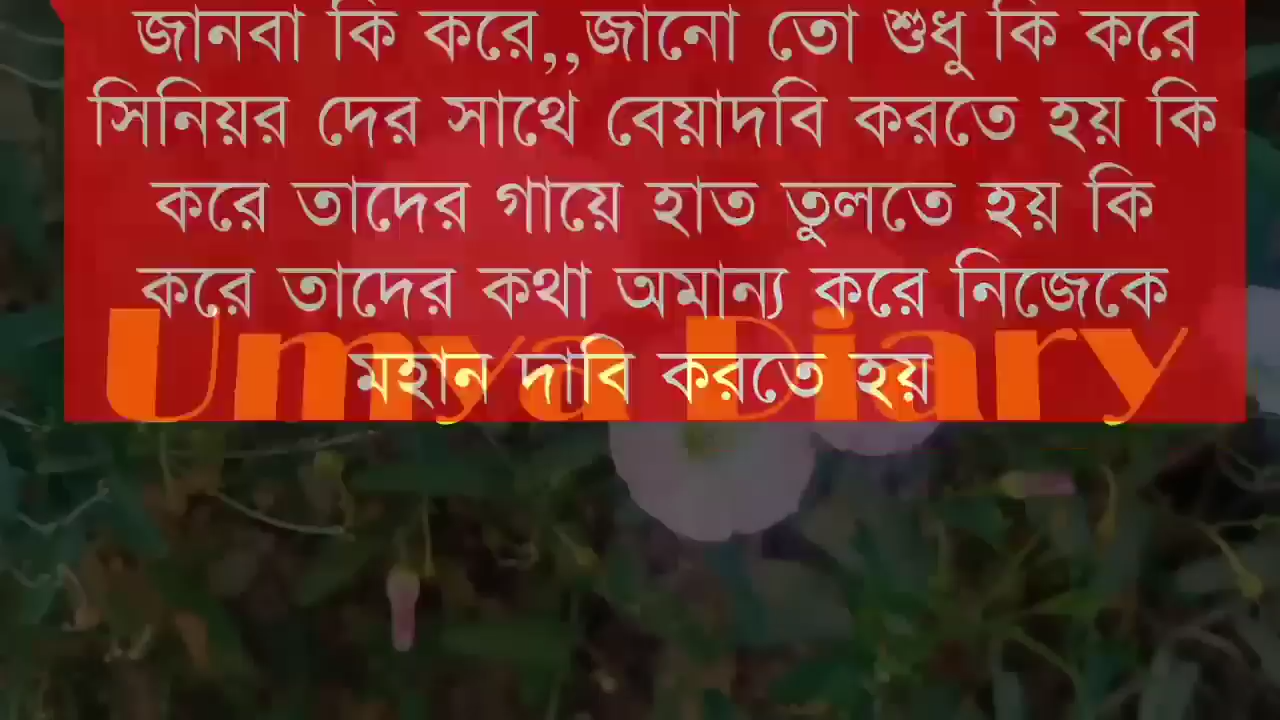 জানবা কি করে,,জানো তো শুধু কি করে
সিনিয়র দের সাথে বেয়াদবি করতে হয় কি
করে তাদের গায়ে হাত তুলতে হয় কি
করে তাদের কথা অমান্য করে নিজেকে
মহান দাবি করতে হয়
Umya Diary